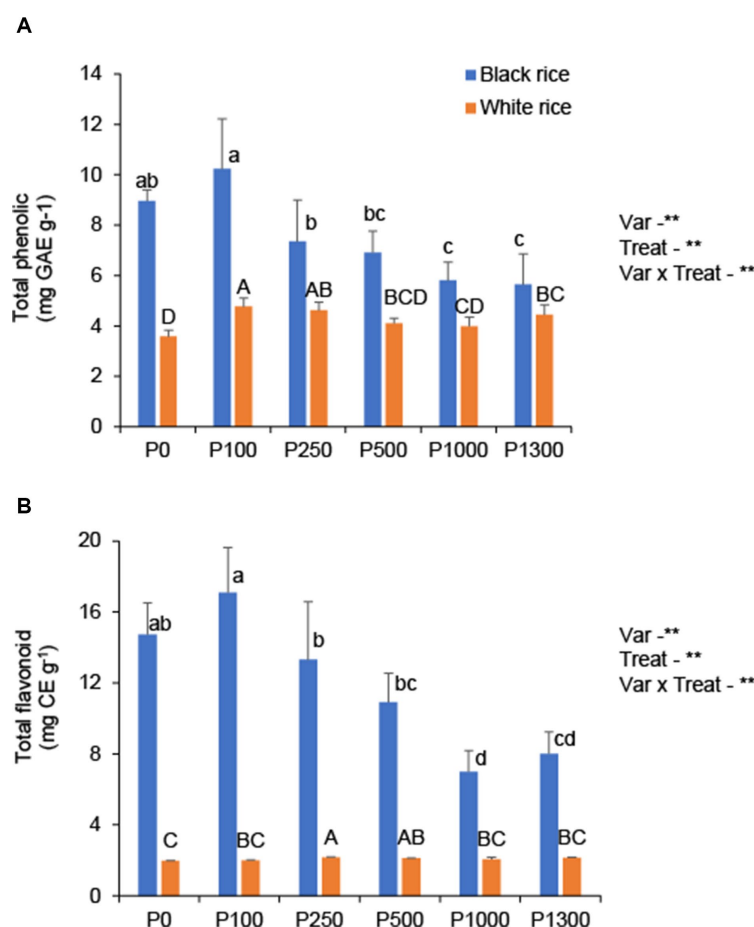 A
14
12
10
8
6
4
2
0
Total phenolic
(mg GAE g-1)
Black rice
White rice
ab
a
b
bc
c
c
D
A
AB
BCD
CD
BC
P0 P100 P250 P500 P1000 P1300
Var -**
Treat - **
Var x Treat - **
B
20
16
12
8
4
0
Total flavonoid
(mg CE g⁻¹)
ab
a
b
bc
d
cd
C
BC
A
AB
BC
BC
P0 P100 P250 P500 P1000 P1300
Var -**
Treat - **
Var x Treat - **